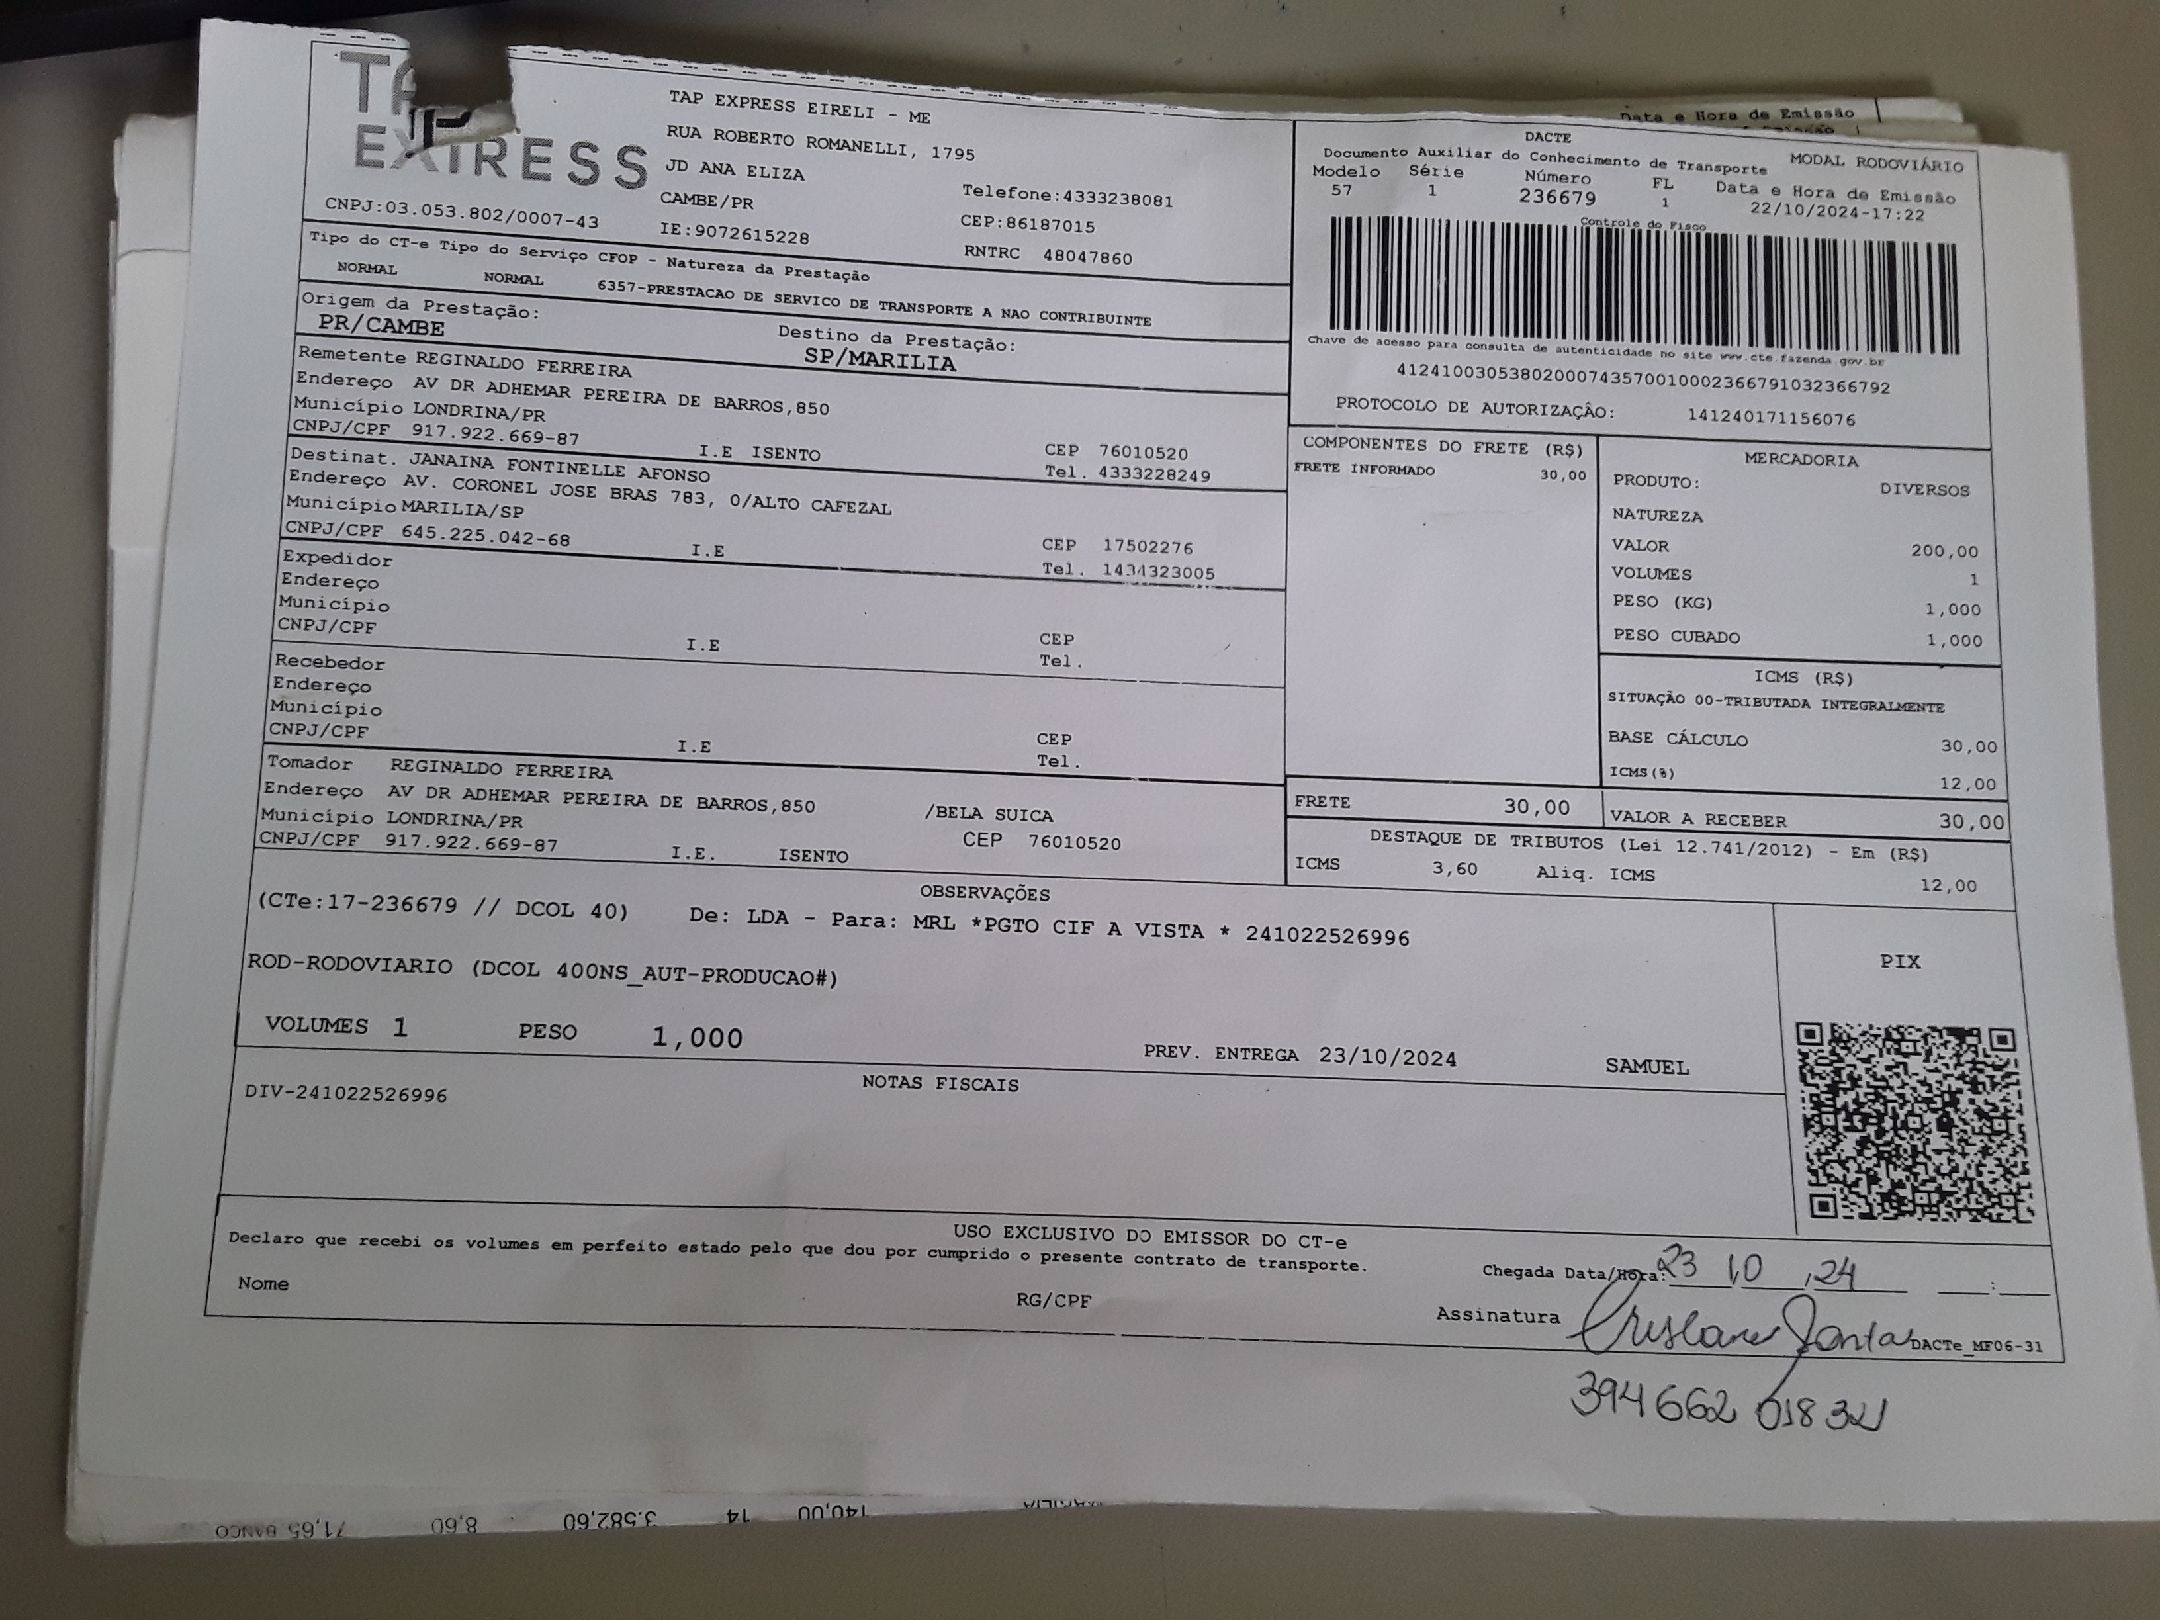 EXPRESS
CNPJ:03.053.802/0007-43
TAP EXPRESS EIRELI - ME
RUA ROBERTO ROMANELLI, 1795
JD ANA ELIZA
CAMBE/PR
IE:9072615228
Telefone:4333238081
CEP:86187015
RNTRC 48047860
DACTE
Documento Auxiliar do Conhecimento de Transporte MODAL RODOVIÁRIO
Modelo Série Número FL Data e Hora de Emissão
57 1 236679 1 22/10/2024-17:22
Controle do Fisco
Chave de acesso para consulta de autenticidade no site www.cte.fazenda.gov.br
41241003053802000743570010002366791032366792
PROTOCOLO DE AUTORIZAÇÃO: 141240171156076
Tipo do CT-e Tipo do Serviço CFOP - Natureza da Prestação
NORMAL NORMAL 6357-PRESTACAO DE SERVICO DE TRANSPORTE A NAO CONTRIBUINTE
Origem da Prestação: Destino da Prestação:
PR/CAMBE SP/MARILIA
Remetente REGINALDO FERREIRA
Endereço AV DR ADHEMAR PEREIRA DE BARROS,850
Município LONDRINA/PR CEP 76010520
CNPJ/CPF 917.922.669-87 I.E ISENTO Tel. 4333228249
Destinat. JANAINA FONTINELLE AFONSO
Endereço AV. CORONEL JOSE BRAS 783, 0/ALTO CAFEZAL
Município MARILIA/SP CEP 17502276
CNPJ/CPF 645.225.042-68 I.E Tel. 1434323005
Expedidor
Endereço
Município CEP
CNPJ/CPF I.E Tel.
Recebedor
Endereço
Município CEP
CNPJ/CPF I.E Tel.
Tomador REGINALDO FERREIRA
Endereço AV DR ADHEMAR PEREIRA DE BARROS,850 /BELA SUICA
Município LONDRINA/PR CEP 76010520
CNPJ/CPF 917.922.669-87 I.E. ISENTO
COMPONENTES DO FRETE (R$)
FRETE INFORMADO 30,00
MERCADORIA
PRODUTO: DIVERSOS
NATUREZA
VALOR 200,00
VOLUMES 1
PESO (KG) 1,000
PESO CUBADO 1,000
ICMS (R$)
SITUAÇÃO 00-TRIBUTADA INTEGRALMENTE
BASE CÁLCULO 30,00
ICMS(%) 12,00
FRETE 30,00 VALOR A RECEBER 30,00
DESTAQUE DE TRIBUTOS (Lei 12.741/2012) - Em (R$)
ICMS 3,60 Aliq. ICMS 12,00
OBSERVAÇÕES
(CTe:17-236679 // DCOL 40) De: LDA - Para: MRL *PGTO CIF A VISTA * 241022526996
ROD-RODOVIARIO (DCOL 400NS_AUT-PRODUCAO#)
VOLUMES 1 PESO 1,000 PREV. ENTREGA 23/10/2024 SAMUEL
PIX
NOTAS FISCAIS
DIV-241022526996
USO EXCLUSIVO DO EMISSOR DO CT-e
Declaro que recebi os volumes em perfeito estado pelo que dou por cumprido o presente contrato de transporte.
Chegada Data/Hora: 23 10 24 :
Nome RG/CPF Assinatura
DACTe_MF06-31
Data e Hora de Emissão
71,65 BANCO 8,60 3.582,60 14 140,00